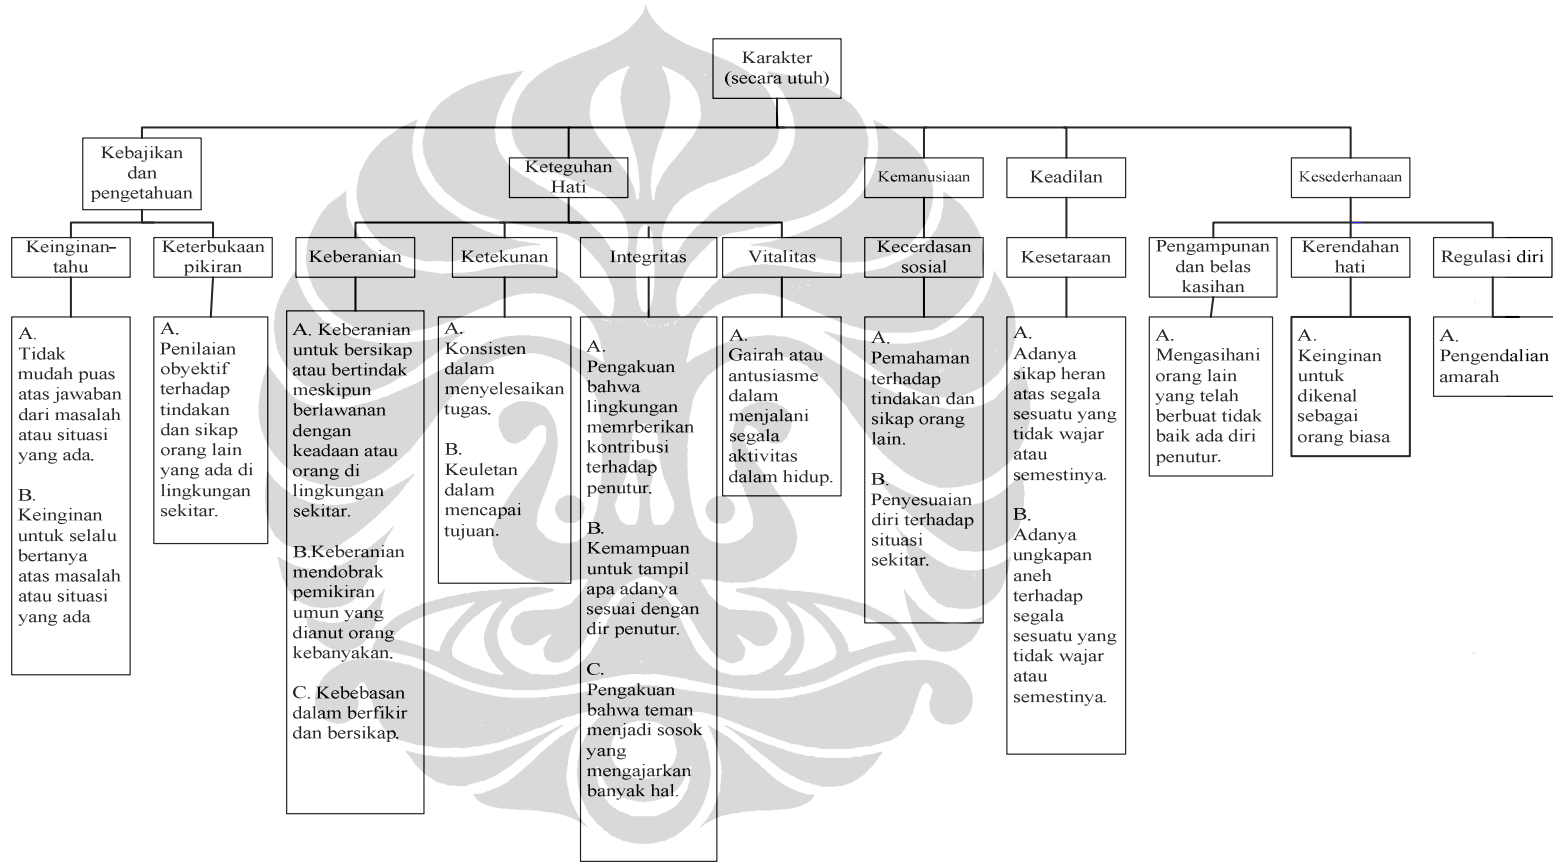 Karakter
(secara utuh)
Kebajikan
dan
pengetahuan
Keteguhan
Hati
Kemanusiaan
Keadilan
Kesederhanaan
Keinginan-
tahu
Keterbukaan
pikiran
Keberanian
Ketekunan
Integritas
Vitalitas
Kecerdasan
sosial
Kesetaraan
Pengampunan
dan belas
kasihan
Kerendahan
hati
Regulasi diri
A.
Tidak
mudah puas
atas jawaban
dari masalah
atau situasi
yang ada.
B.
Keinginan
untuk selalu
bertanya
atas masalah
atau situasi
yang ada
A.
Penilaian
obyektif
terhadap
tindakan
dan sikap
orang lain
yang ada di
lingkungan
sekitar.
A. Keberanian
untuk bersikap
atau bertindak
meskipun
berlawanan
dengan
keadaan atau
orang di
lingkungan
sekitar.
B.Keberanian
mendobrak
pemikiran
umun yang
dianut orang
kebanyakan.
C. Kebebasan
dalam berfikir
dan bersikap.
A.
Konsisten
dalam
menyelesaikan
tugas.
B.
Keuletan
dalam
mencapai
tujuan.
A.
Pengakuan
bahwa
lingkungan
memrberikan
kontribusi
terhadap
penutur.
B.
Kemampuan
untuk tampil
apa adanya
sesuai dengan
dir penutur.
C.
Pengakuan
bahwa teman
menjadi sosok
yang
mengajarkan
banyak hal.
A.
Gairah atau
antusiasme
dalam
menjalani
segala
aktivitas
dalam hidup.
A.
Pemahaman
terhadap
tindakan dan
sikap orang
lain.
B.
Penyesuaian
diri terhadap
situasi
sekitar.
A.
Adanya
sikap heran
atas segala
sesuatu yang
tidak wajar
atau
semestinya.
B.
Adanya
ungkapan
aneh
terhadap
segala
sesuatu yang
tidak wajar
atau
semestinya.
A.
Mengasihani
orang lain
yang telah
berbuat tidak
baik ada diri
penutur.
A.
Keinginan
untuk
dikenal
sebagai
orang biasa
A.
Pengendalian
amarah